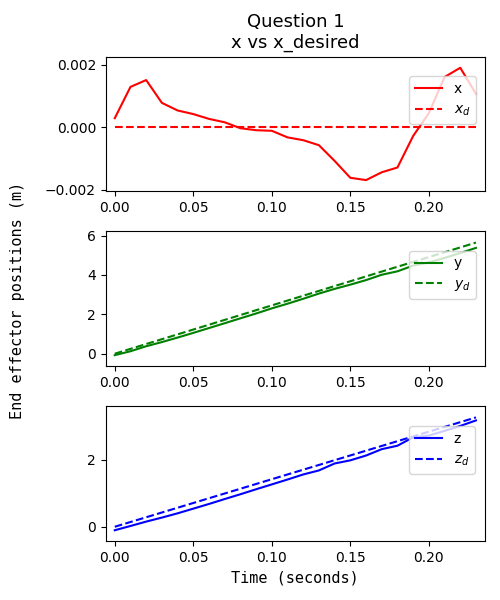 Question 1
x vs x_desired
End effector positions (m)
0.002
0.000
−0.002
x
x_d
0.00
0.05
0.10
0.15
0.20
6
4
2
0
y
y_d
0.00
0.05
0.10
0.15
0.20
2
0
z
z_d
0.00
0.05
0.10
0.15
0.20
Time (seconds)